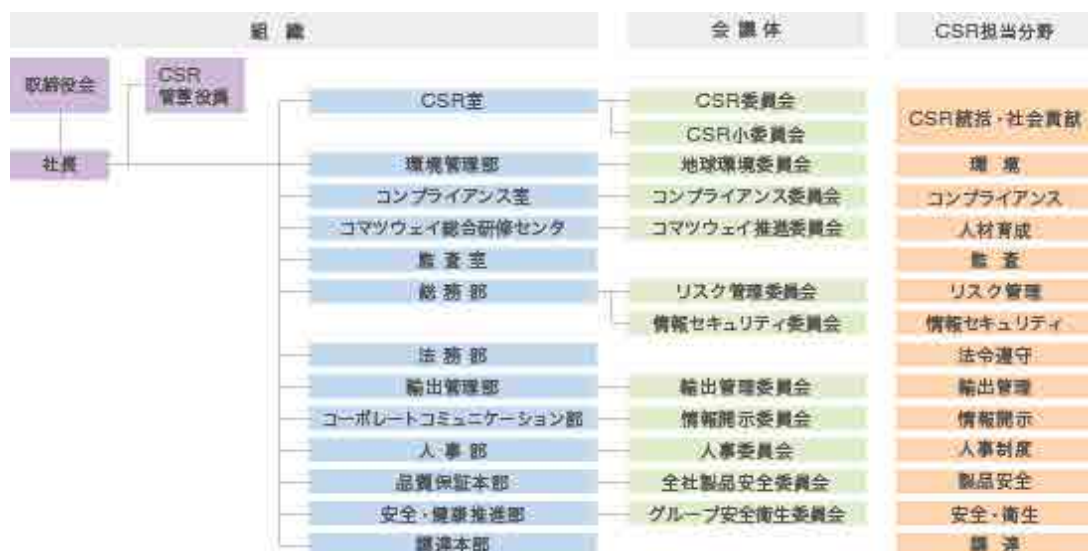 組織 会議体 CSR担当分野
取締役会 CSR
管掌役員
CSR室 CSR委員会 CSR統括・社会貢献
CSR小委員会
社長 環境管理部 地球環境委員会 環境
コンプライアンス室 コンプライアンス委員会 コンプライアンス
コマツウェイ総合研修センタ コマツウェイ推進委員会 人材育成
監査室 監査
総務部 リスク管理委員会 リスク管理
情報セキュリティ委員会 情報セキュリティ
法務部 法令遵守
輸出管理部 輸出管理委員会 輸出管理
コーポレートコミュニケーション部 情報開示委員会 情報開示
人事部 人事委員会 人事制度
品質保証本部 全社製品安全委員会 製品安全
安全・健康推進部 グループ安全衛生委員会 安全・衛生
調達本部 調達